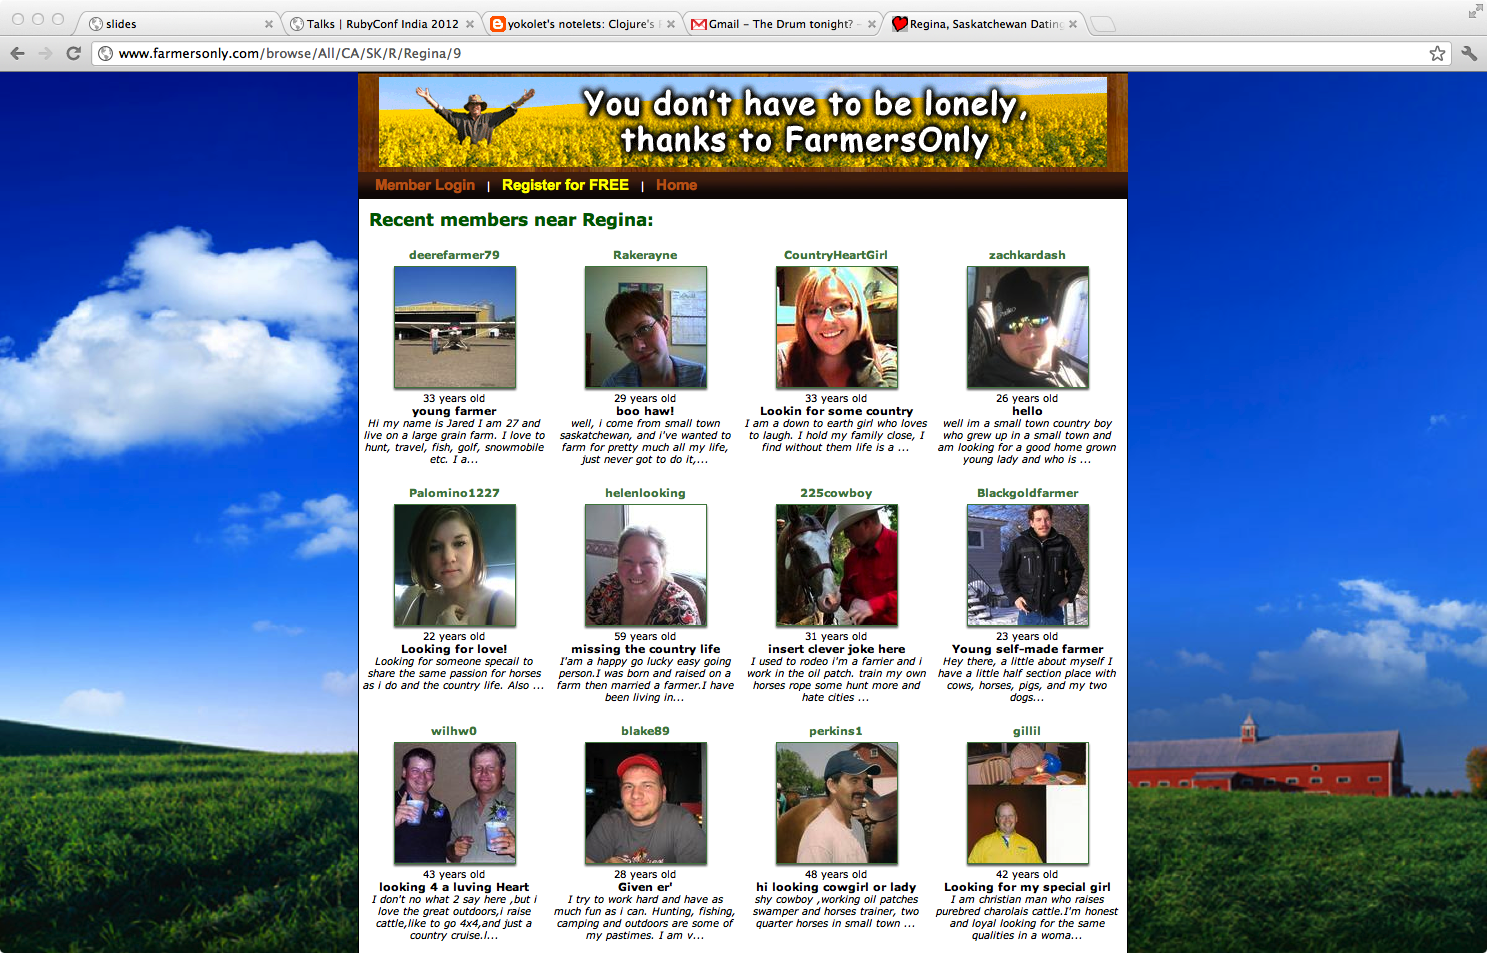 slides
Talks | RubyConf India 2012
yokolet's notelets: Clojure's
Gmail - The Drum tonight? -
Regina, Saskatchewan Dating
www.farmersonly.com/browse/All/CA/SK/R/Regina/9
You don't have to be lonely,
thanks to FarmersOnly
Member Login | Register for FREE | Home
Recent members near Regina:
deerefarmer79
33 years old
young farmer
Hi my name is Jared I am 27 and
live on a large grain farm. I love to
hunt, travel, fish, golf, snowmobile
etc. I a...
Rakerayne
29 years old
boo haw!
well, i come from small town
saskatchewan, and i've wanted to
farm for pretty much all my life,
just never got to do it,...
CountryHeartGirl
33 years old
Lookin for some country
I am a down to earth girl who loves
to laugh. I hold my family close, I
find without them life is a ...
zachkardash
26 years old
hello
well im a small town country boy
who grew up in a small town and
am looking for a good home grown
young lady and who is ...
Palomino1227
22 years old
Looking for love!
Looking for someone specail to
share the same passion for horses
as i do and the country life. Also ...
helenlooking
59 years old
missing the country life
I'am a happy go lucky easy going
person.I was born and raised on a
farm then married a farmer.I have
been living in...
225cowboy
31 years old
insert clever joke here
I used to rodeo i'm a farrier and i
work in the oil patch. train my own
horses rope some hunt more and
hate cities ...
Blackgoldfarmer
23 years old
Young self-made farmer
Hey there, a little about myself I
have a little half section place with
cows, horses, pigs, and my two
dogs...
wilhw0
43 years old
looking 4 a luving Heart
I don't no what 2 say here ,but i
love the great outdoors,i raise
cattle,like to go 4x4,and just a
country cruise.I...
blake89
28 years old
Given er'
I try to work hard and have as
much fun as i can. Hunting, fishing,
camping and outdoors are some of
my pastimes. I am v...
perkins1
48 years old
hi looking cowgirl or lady
shy cowboy ,working oil patches
swamper and horses trainer, two
quarter horses in small town ...
gillil
42 years old
Looking for my special girl
I am christian man who raises
purebred charolais cattle.I'm honest
and loyal looking for the same
qualities in a woma...